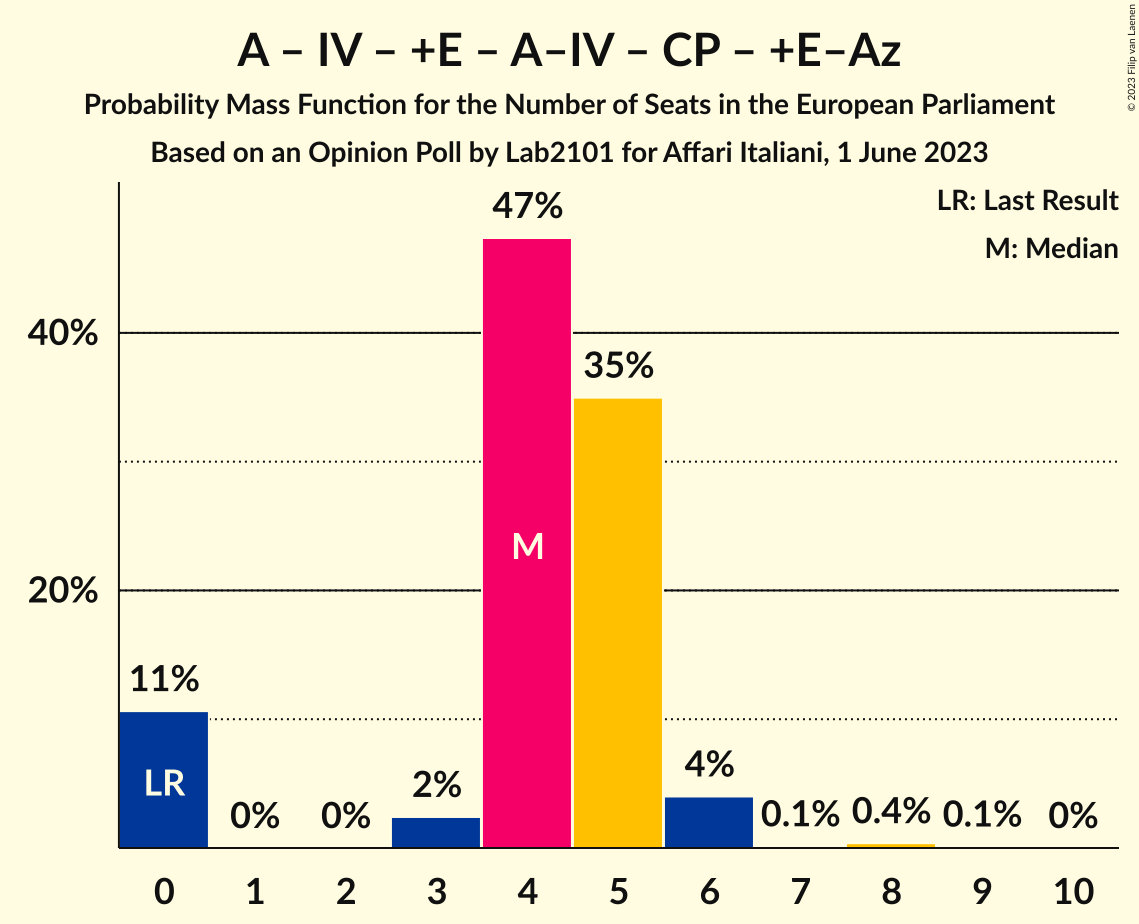 A – IV – +E – A–IV – CP – +E–Az
Probability Mass Function for the Number of Seats in the European Parliament
Based on an Opinion Poll by Lab2101 for Affari Italiani, 1 June 2023
© 2023 Filip van Laenen
LR: Last Result
M: Median
47%
40%
35%
M
20%
11%
LR
0%
0%
2%
4%
0.1%
0.4%
0.1%
0%
0 1 2 3 4 5 6 7 8 9 10